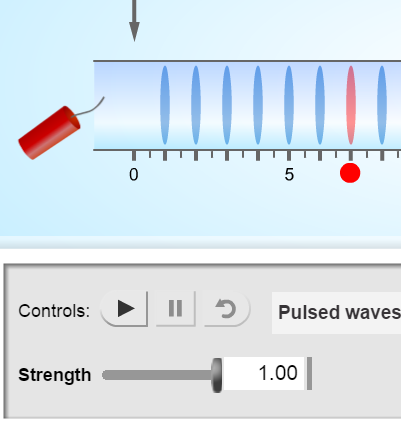 0 5
Controls: Pulsed waves
Strength 1.00